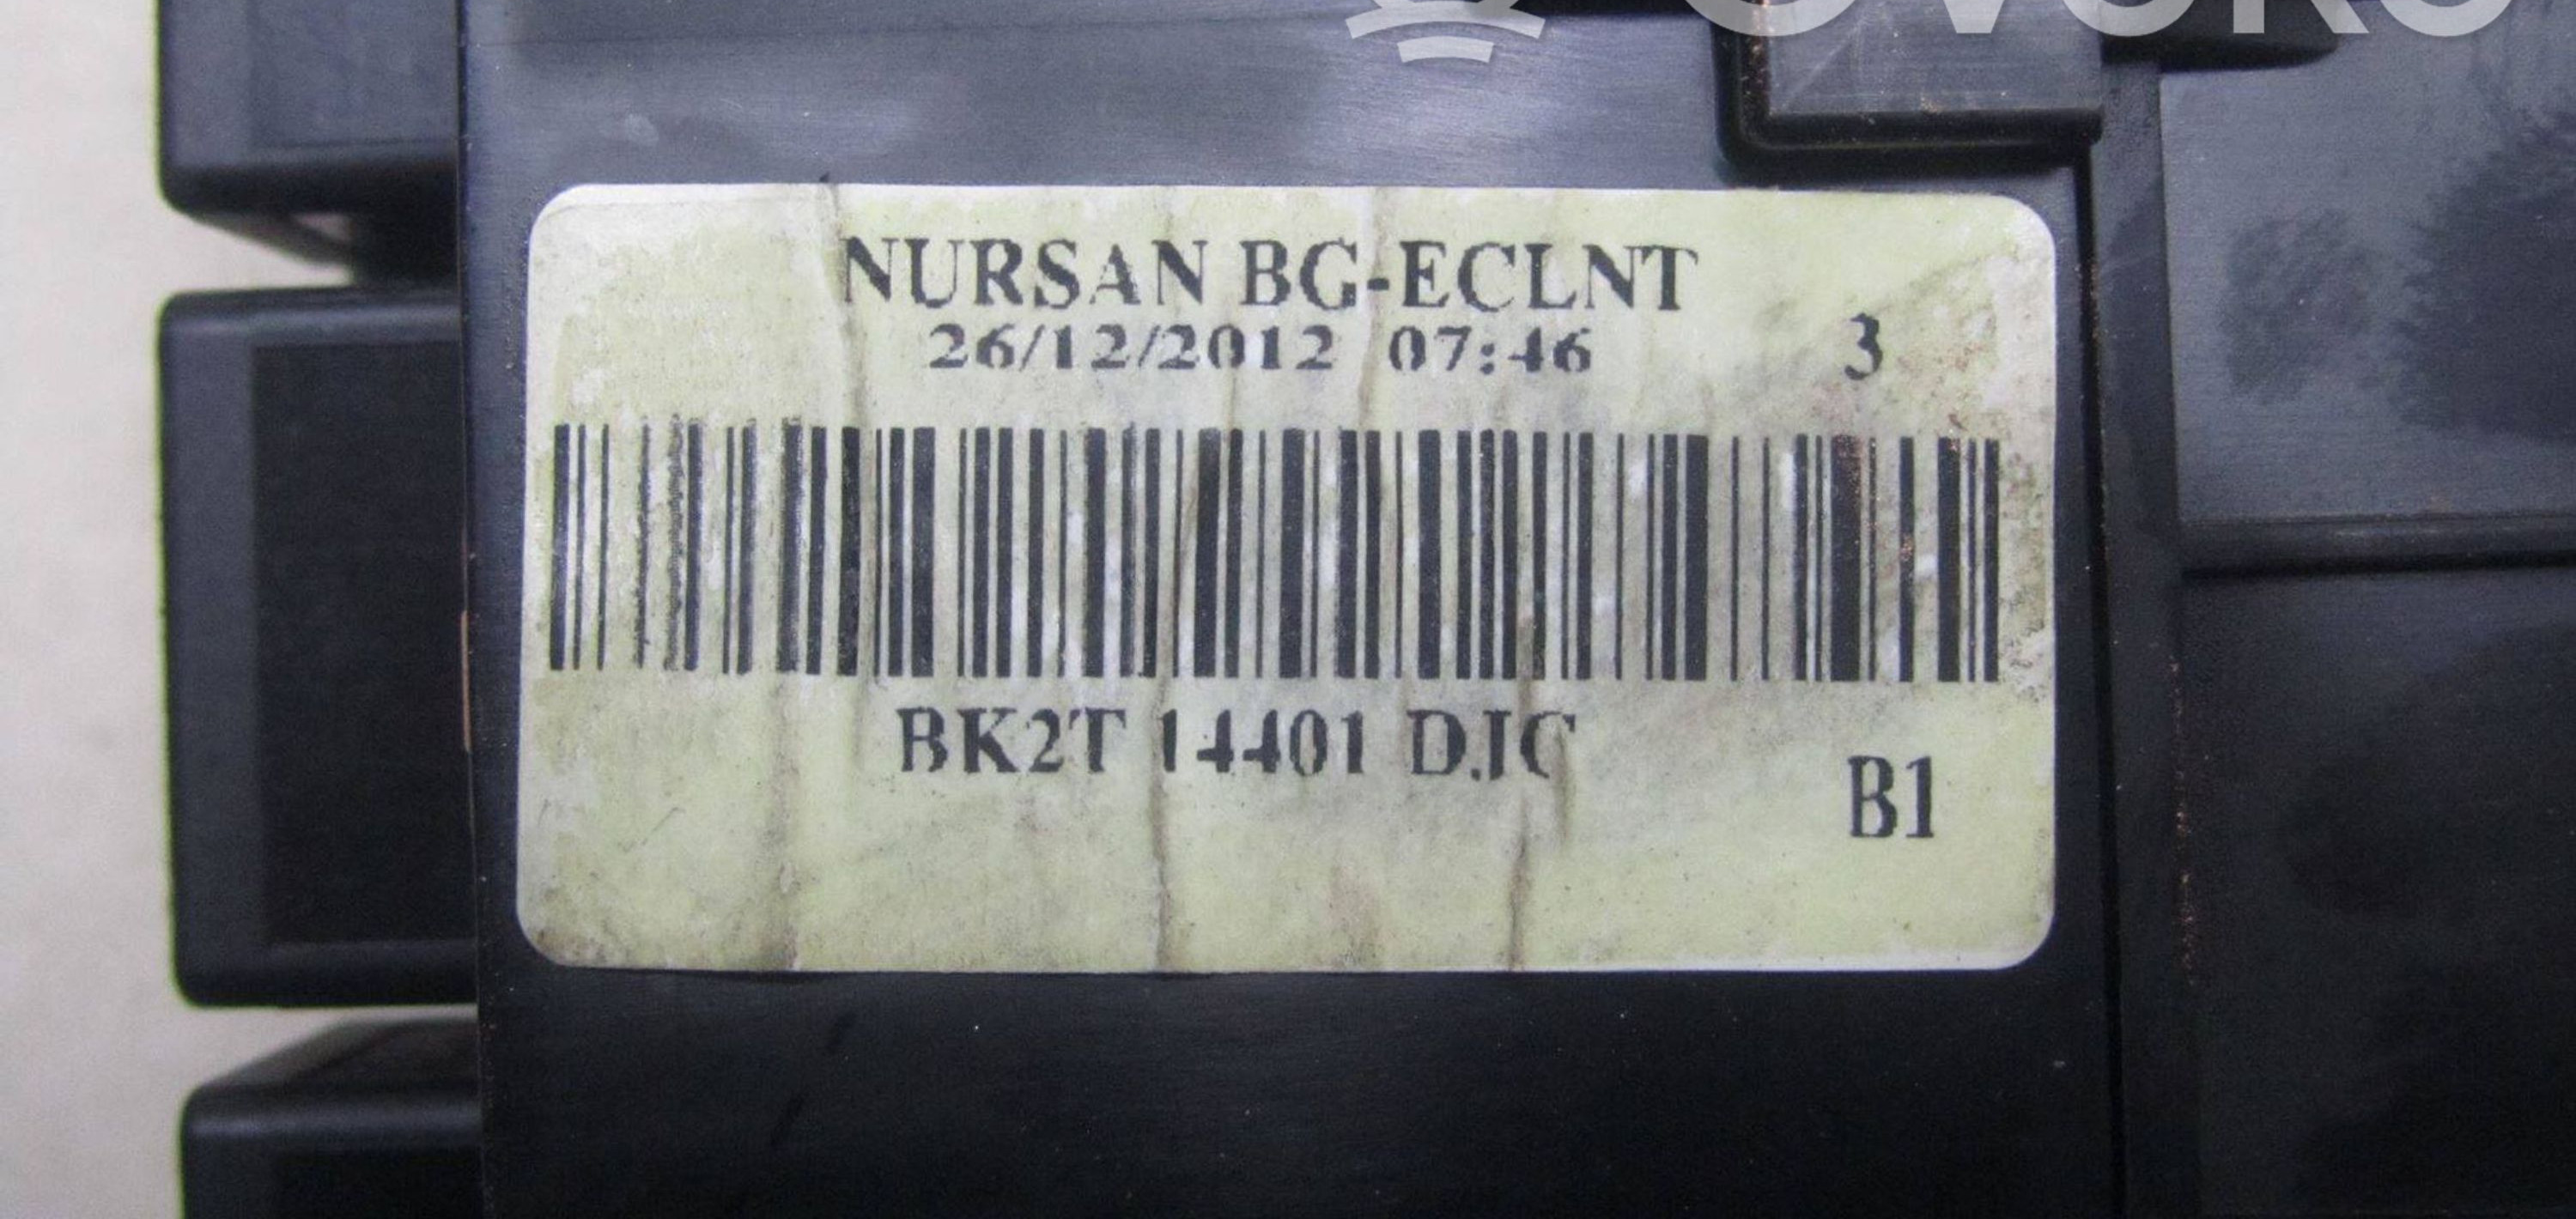 NURSAN BG-ECLNT
26/12/2012 07:46 3
BK2T 14401 DJC
B1